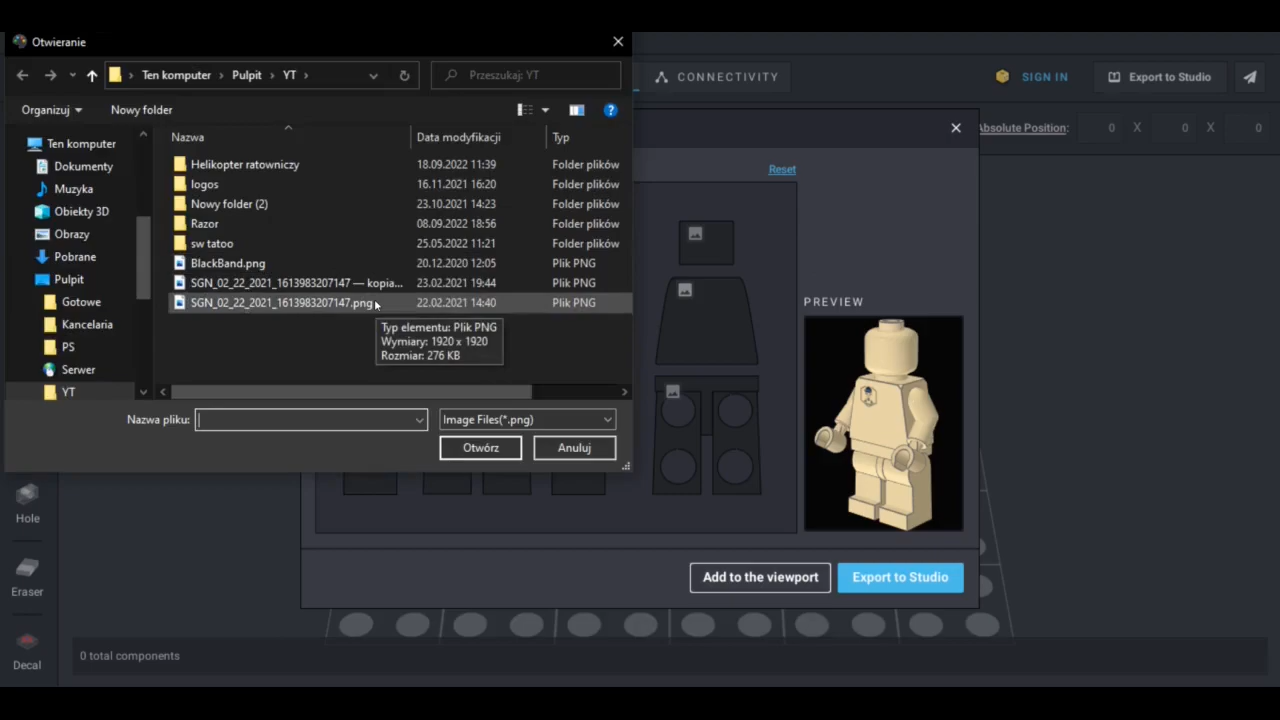 Otwieranie
Ten komputer > Pulpit > YT >
Przeszukaj: YT
Organizuj
Nowy folder
Ten komputer
Dokumenty
Muzyka
Obiekty 3D
Obrazy
Pobrane
Pulpit
Gotowe
Kancelaria
PS
Serwer
YT
Nazwa Data modyfikacji Typ
Helikopter ratowniczy 18.09.2022 11:39 Folder plików
logos 16.11.2021 16:20 Folder plików
Nowy folder (2) 23.10.2021 14:23 Folder plików
Razor 08.09.2022 18:56 Folder plików
sw tatoo 25.05.2022 11:21 Folder plików
BlackBand.png 20.12.2020 12:05 Plik PNG
SGN_02_22_2021_1613983207147 — kopia... 23.02.2021 19:44 Plik PNG
SGN_02_22_2021_1613983207147.png 22.02.2021 14:40 Plik PNG
Typ elementu: Plik PNG
Wymiary: 1920 x 1920
Rozmiar: 276 KB
Nazwa pliku:
Image Files(*.png)
Otwórz
Anuluj
CONNECTIVITY
SIGN IN
Export to Studio
Absolute Position: 0 X 0 X 0
Reset
PREVIEW
Add to the viewport
Export to Studio
Hole
Eraser
Decal
0 total components